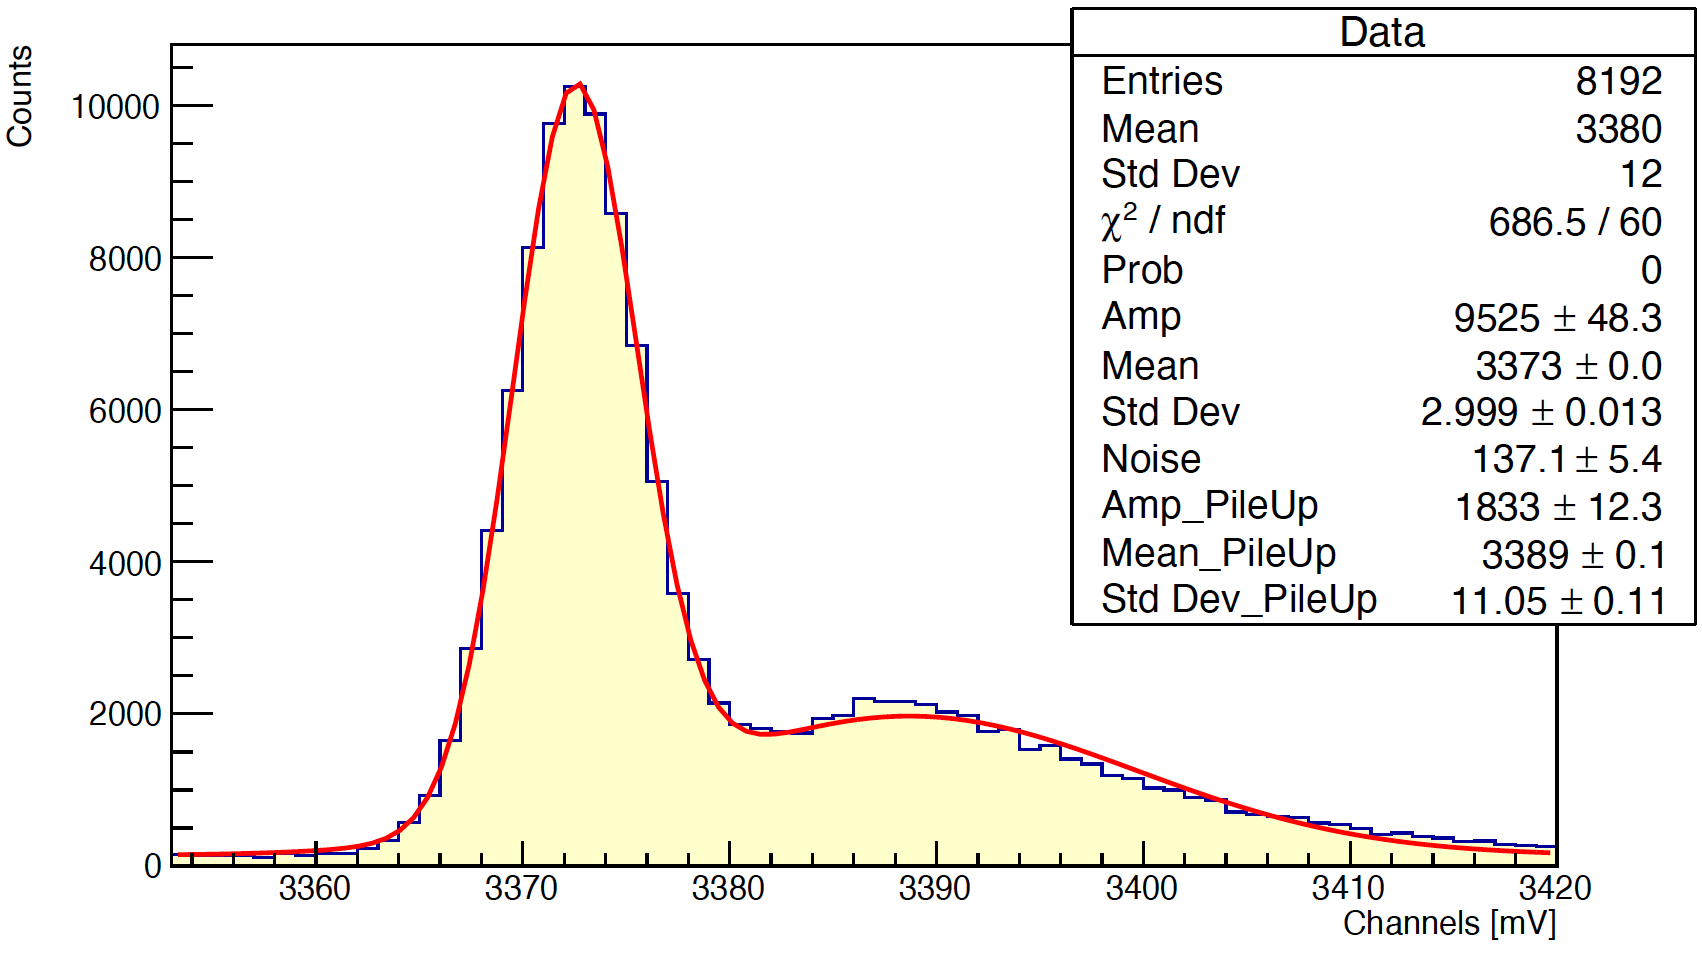 Counts
10000
8000
6000
4000
2000
0
3360 3370 3380 3390 3400 3410 3420
Channels [mV]
Data
Entries 8192
Mean 3380
Std Dev 12
χ² / ndf 686.5 / 60
Prob 0
Amp 9525 ± 48.3
Mean 3373 ± 0.0
Std Dev 2.999 ± 0.013
Noise 137.1 ± 5.4
Amp_PileUp 1833 ± 12.3
Mean_PileUp 3389 ± 0.1
Std Dev_PileUp 11.05 ± 0.11